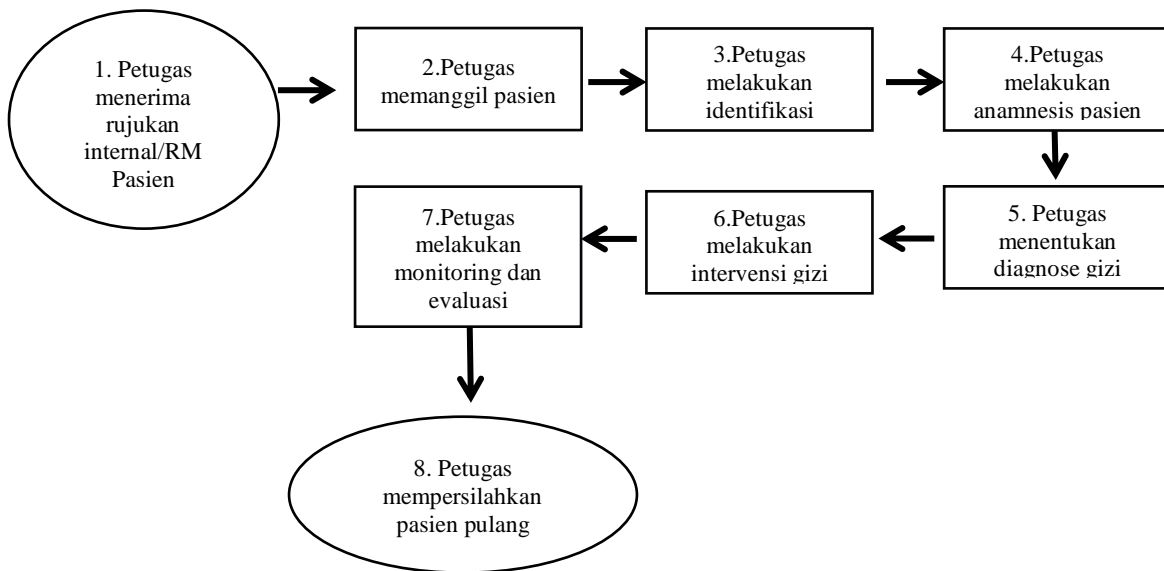 1. Petugas
menerima
rujukan
internal/RM
Pasien
2.Petugas
memanggil pasien
3.Petugas
melakukan
identifikasi
4.Petugas
melakukan
anamnesis pasien
5. Petugas
menentukan
diagnose gizi
6.Petugas
melakukan
intervensi gizi
7.Petugas
melakukan
monitoring dan
evaluasi
8. Petugas
mempersilahkan
pasien pulang